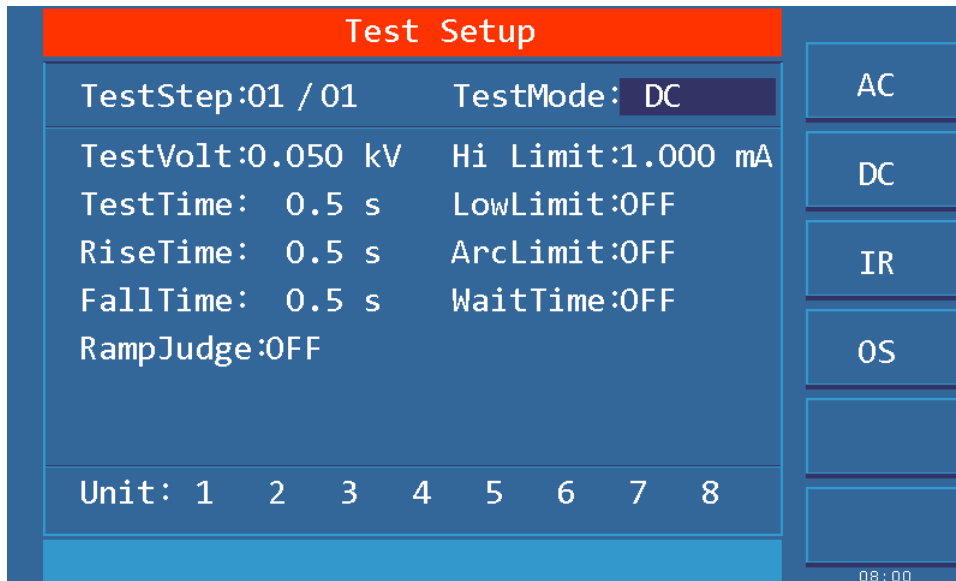 Test Setup
TestStep:01 / 01 TestMode: DC
TestVolt:0.050 kV Hi Limit:1.000 mA
TestTime: 0.5 s LowLimit:OFF
RiseTime: 0.5 s ArcLimit:OFF
FallTime: 0.5 s WaitTime:OFF
RampJudge:OFF
Unit: 1 2 3 4 5 6 7 8
AC
DC
IR
OS
08:00